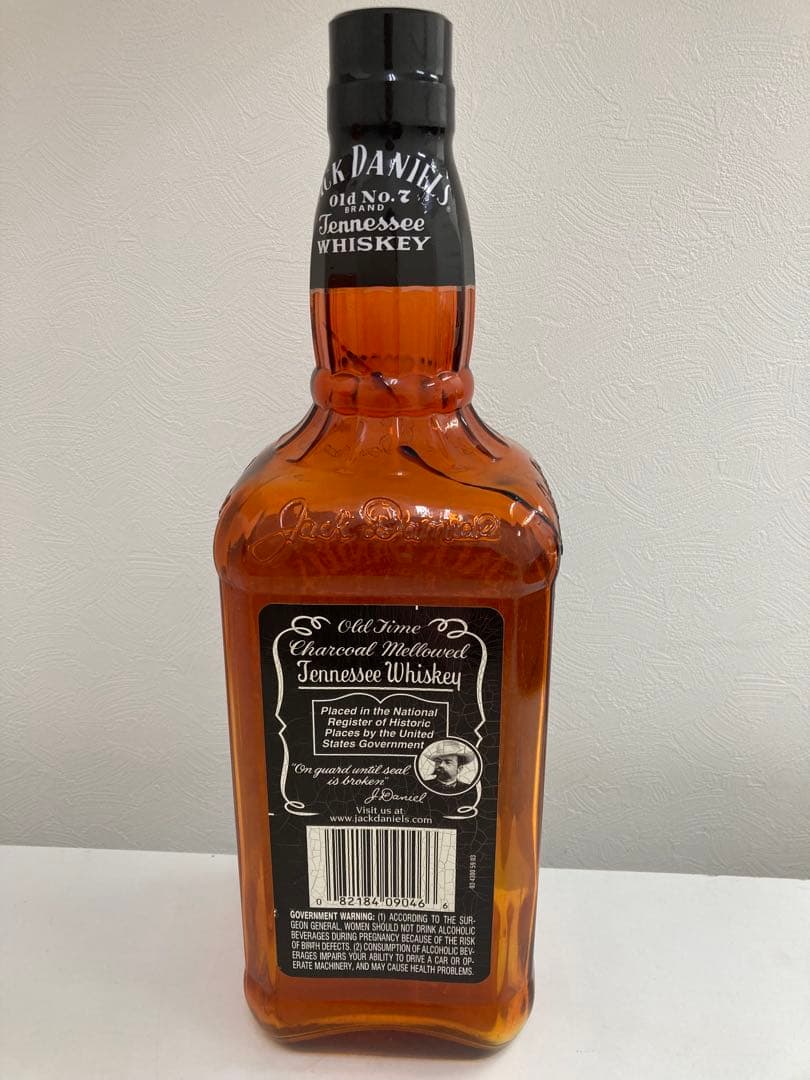 CK DANIEL'S
Old No.7
BRAND
Tennessee
WHISKEY
Jack Daniel
Old Time
Charcoal Mellowed
Tennessee Whiskey
Placed in the National
Register of Historic
Places by the United
States Government
"On guard until seal
is broken"
J. Daniel
Visit us at:
www.jackdaniels.com
0 82184 09046 6
GOVERNMENT WARNING: (1) ACCORDING TO THE SUR-
GEON GENERAL, WOMEN SHOULD NOT DRINK ALCOHOLIC
BEVERAGES DURING PREGNANCY BECAUSE OF THE RISK
OF BIRTH DEFECTS. (2) CONSUMPTION OF ALCOHOLIC BEV-
ERAGES IMPAIRS YOUR ABILITY TO DRIVE A CAR OR OP-
ERATE MACHINERY, AND MAY CAUSE HEALTH PROBLEMS.